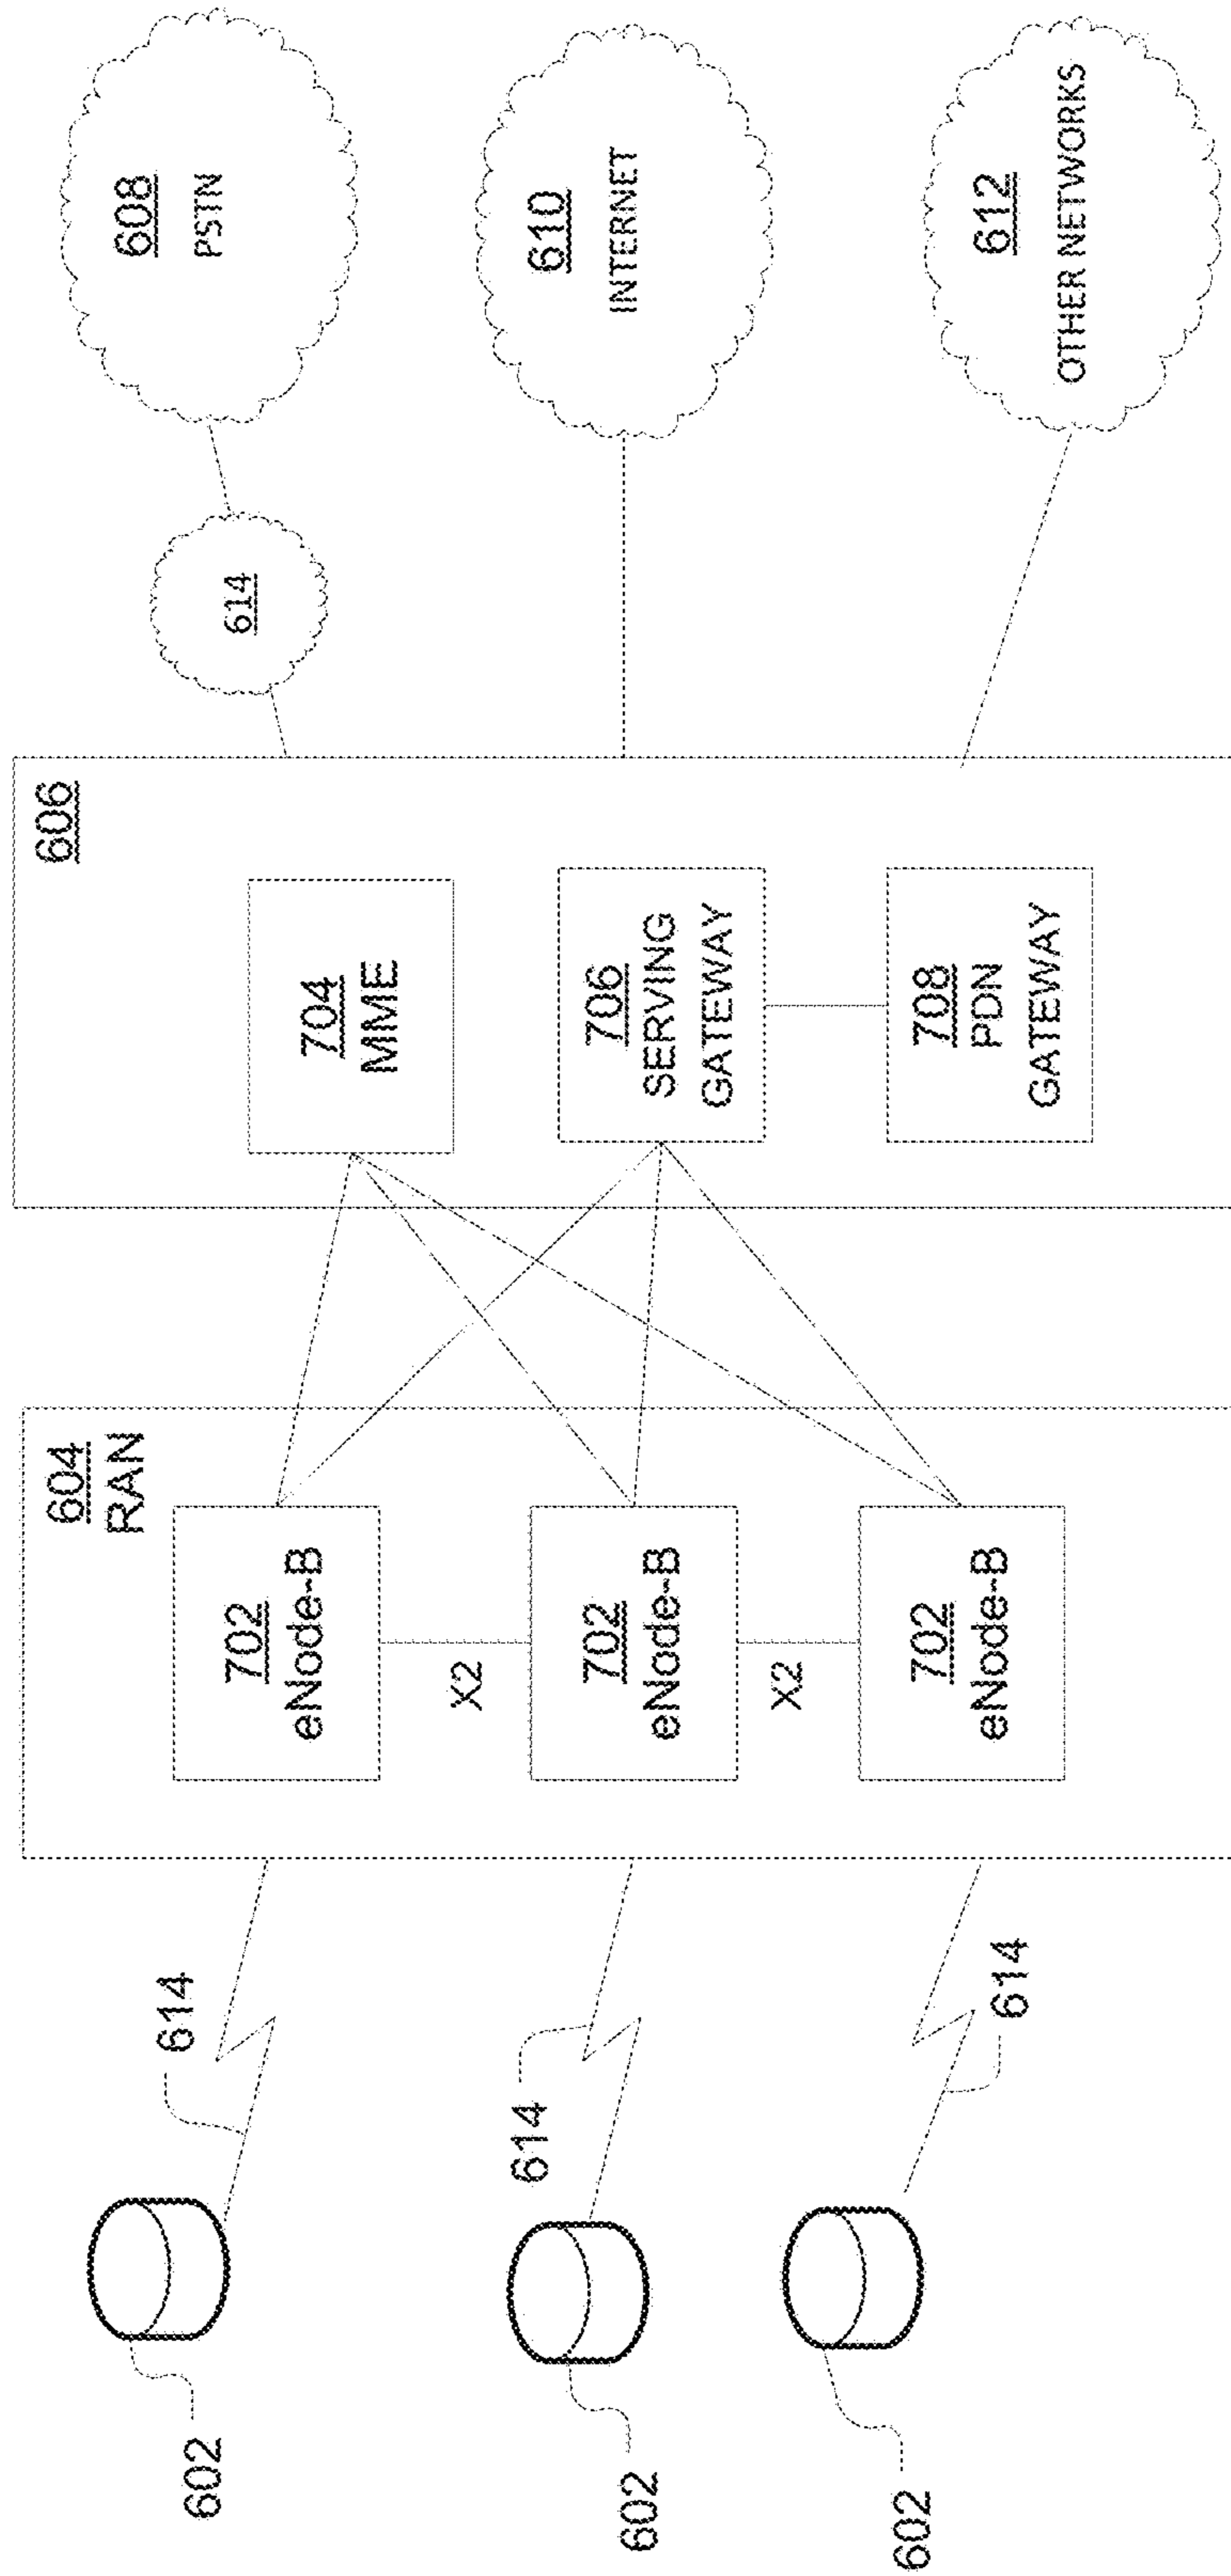 602
602
602
614
614
614
604
RAN
702
eNode-B
X2
702
eNode-B
X2
702
eNode-B
606
704
MME
706
SERVING
GATEWAY
708
PDN
GATEWAY
614
608
PSTN
610
INTERNET
612
OTHER NETWORKS